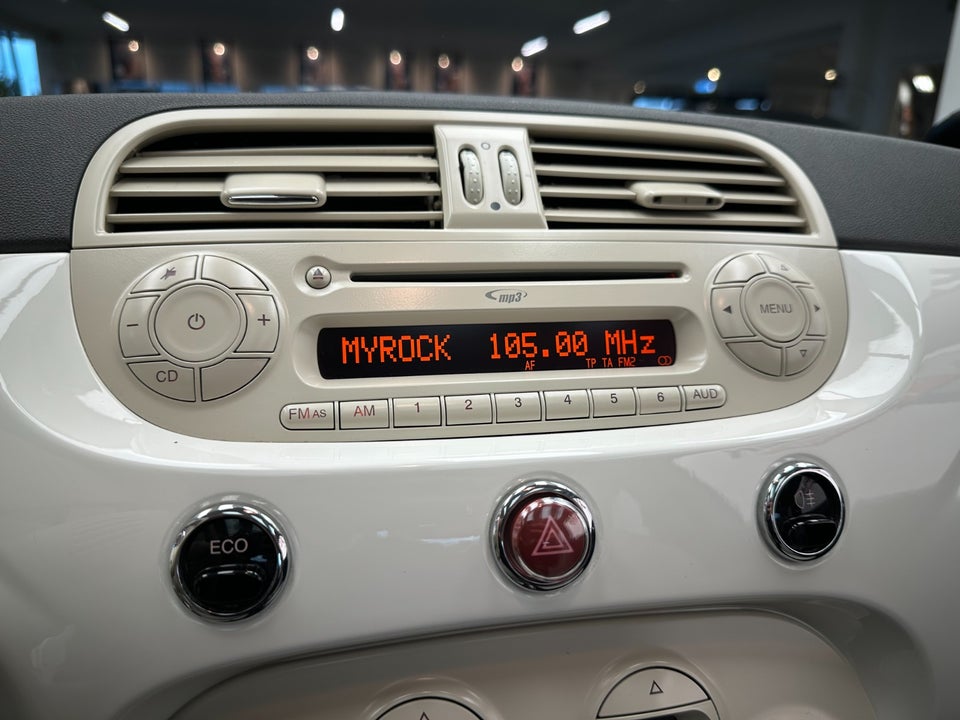 mp3
MENU
MYROCK 105.00 MHz
AF TP TA FM2
- +
CD
FM AS AM 1 2 3 4 5 6 AUD
ECO